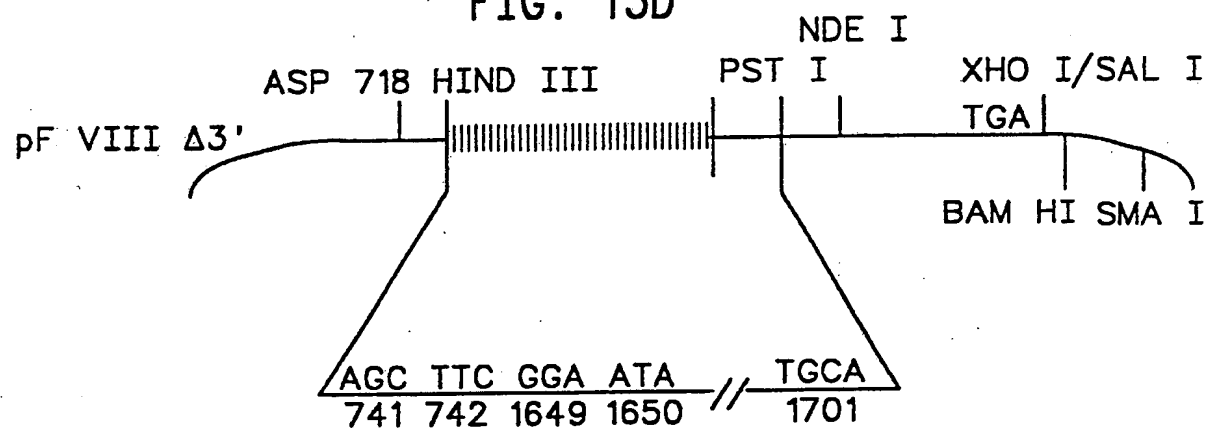 FIG. 15D
NDE I
ASP 718 HIND III PST I XHO I/SAL I
pF VIII Δ3' TGA
BAM HI SMA I
AGC TTC GGA ATA // TGCA
741 742 1649 1650 1701